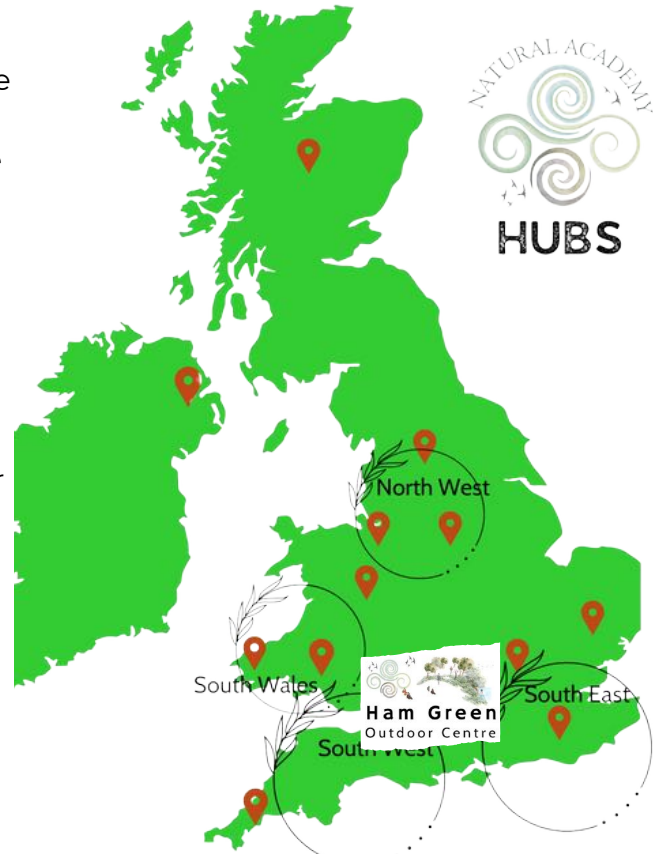 NATURAL ACADEMY
HUBS
North West
South Wales
South East
Ham Green
Outdoor Centre
South West